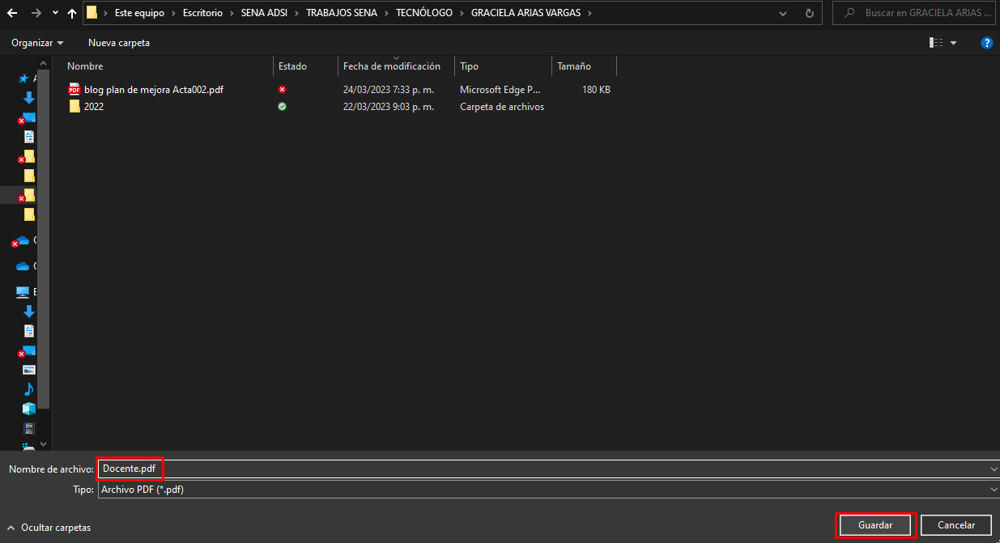 Este equipo › Escritorio › SENA ADSI › TRABAJOS SENA › TECNÓLOGO › GRACIELA ARIAS VARGAS ›
Buscar en GRACIELA ARIAS ...
Organizar
Nueva carpeta
Nombre Estado Fecha de modificación Tipo Tamaño
PDF blog plan de mejora Acta002.pdf 24/03/2023 7:33 p. m. Microsoft Edge P... 180 KB
2022 22/03/2023 9:03 p. m. Carpeta de archivos
Nombre de archivo: Docente.pdf
Tipo: Archivo PDF (*.pdf)
Ocultar carpetas
Guardar
Cancelar